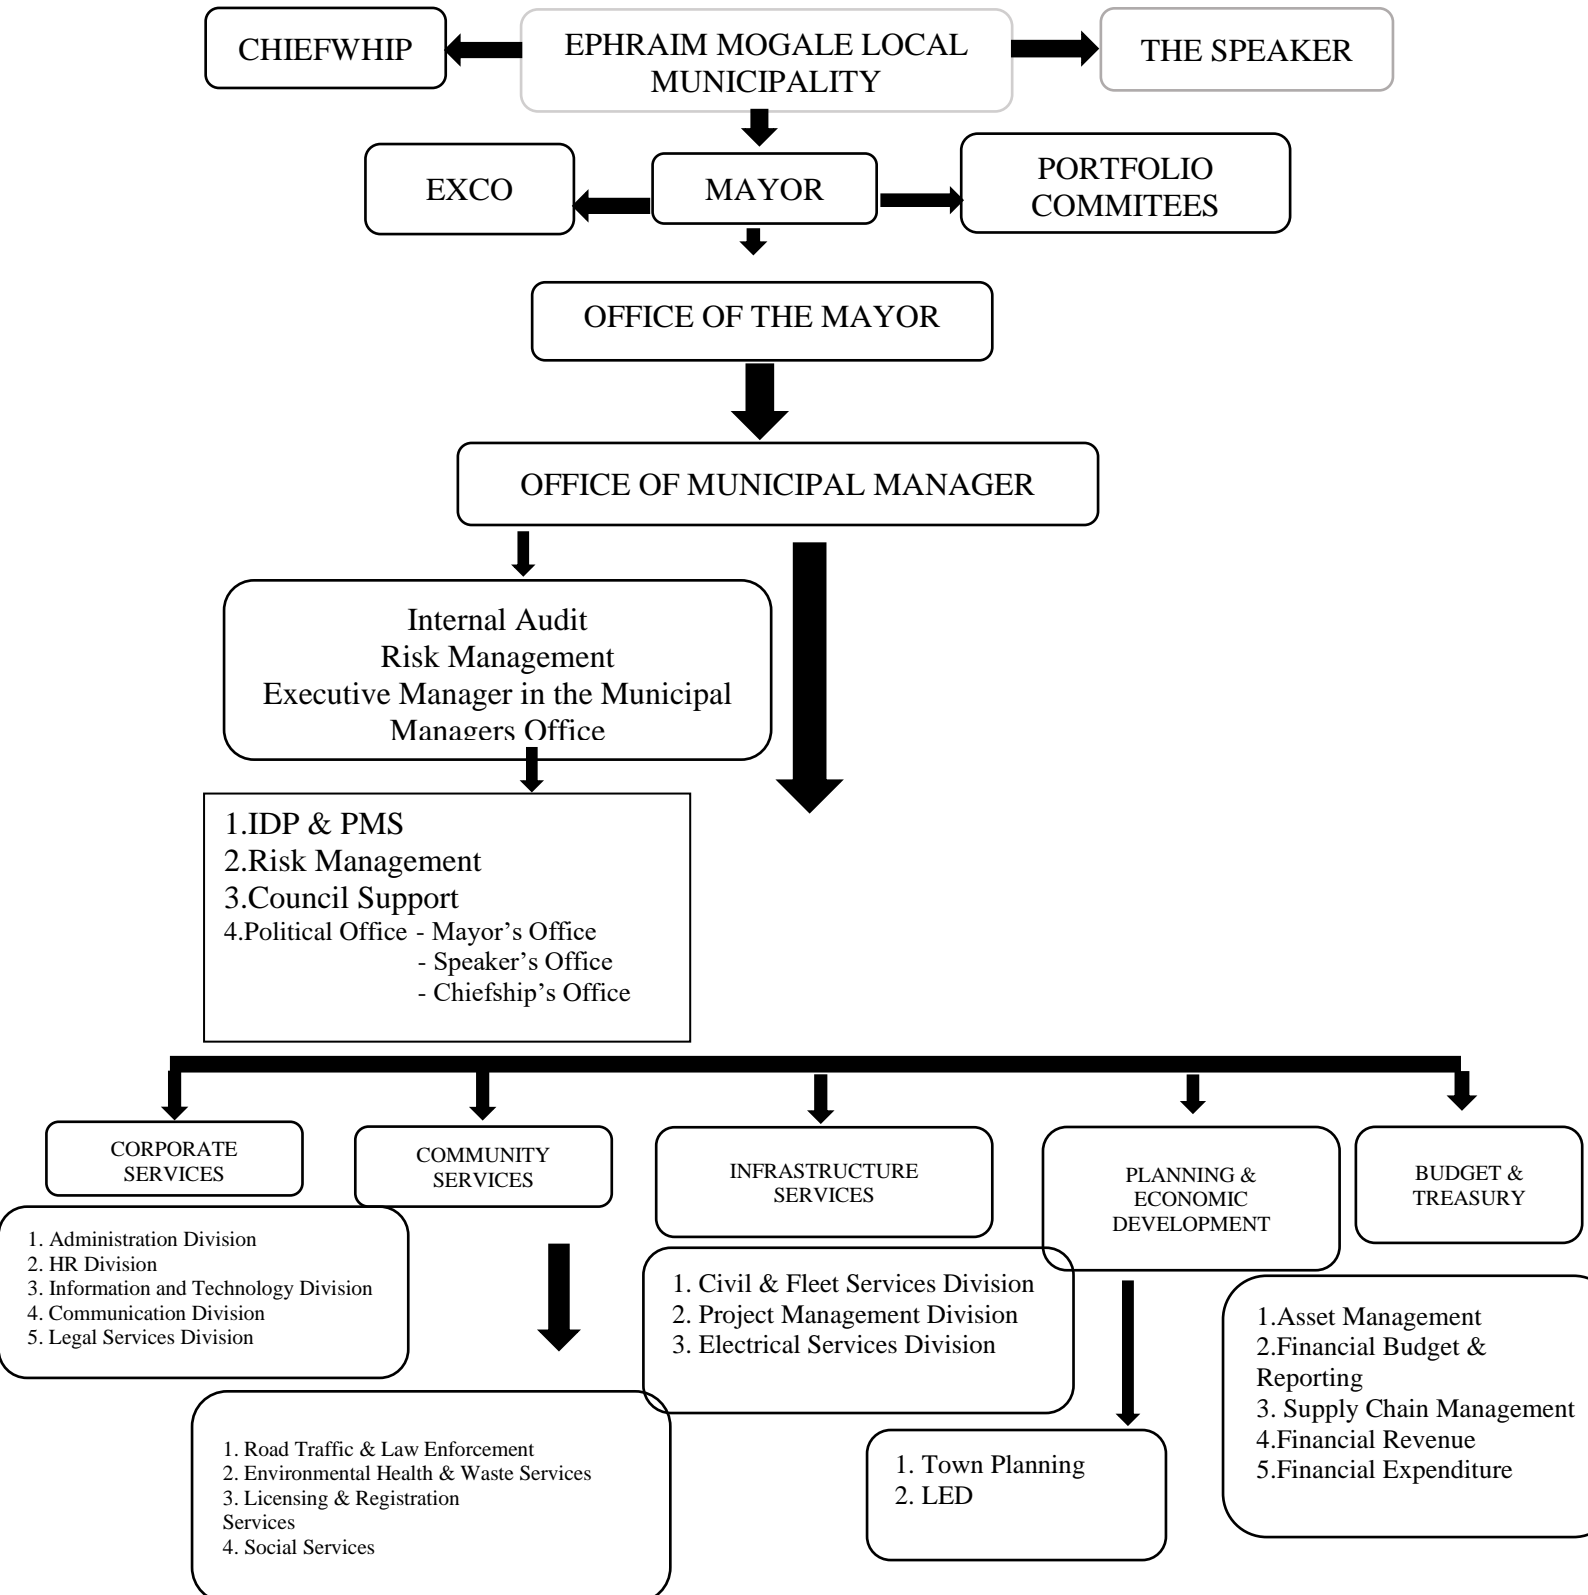 CHIEFWHIP
EPHRAIM MOGALE LOCAL
MUNICIPALITY
THE SPEAKER
EXCO
MAYOR
PORTFOLIO
COMMITEES
OFFICE OF THE MAYOR
OFFICE OF MUNICIPAL MANAGER
Internal Audit
Risk Management
Executive Manager in the Municipal
Managers Office
1.IDP & PMS
2.Risk Management
3.Council Support
4.Political Office - Mayor’s Office
- Speaker’s Office
- Chiefship’s Office
CORPORATE
SERVICES
COMMUNITY
SERVICES
INFRASTRUCTURE
SERVICES
PLANNING &
ECONOMIC
DEVELOPMENT
BUDGET &
TREASURY
1. Administration Division
2. HR Division
3. Information and Technology Division
4. Communication Division
5. Legal Services Division
1. Road Traffic & Law Enforcement
2. Environmental Health & Waste Services
3. Licensing & Registration
Services
4. Social Services
1. Civil & Fleet Services Division
2. Project Management Division
3. Electrical Services Division
1. Town Planning
2. LED
1.Asset Management
2.Financial Budget &
Reporting
3. Supply Chain Management
4.Financial Revenue
5.Financial Expenditure